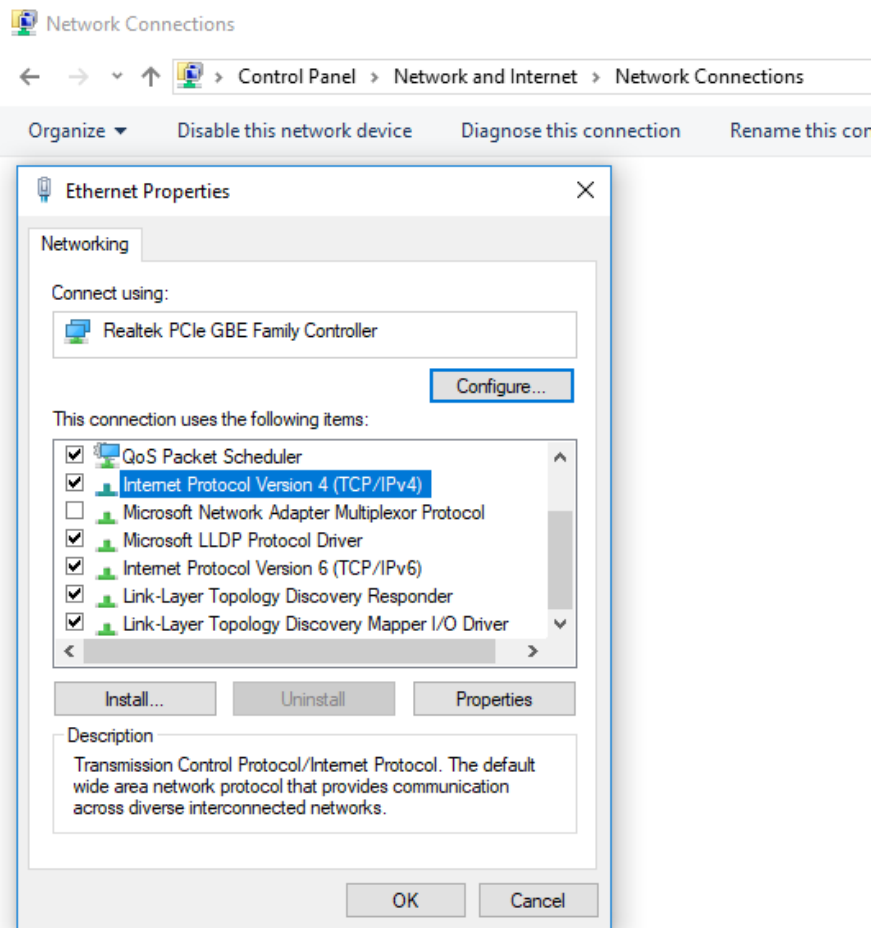 Network Connections
Control Panel > Network and Internet > Network Connections
Organize Disable this network device Diagnose this connection Rename this con
Ethernet Properties
Networking
Connect using:
Realtek PCIe GBE Family Controller
Configure...
This connection uses the following items:
QoS Packet Scheduler
Internet Protocol Version 4 (TCP/IPv4)
Microsoft Network Adapter Multiplexor Protocol
Microsoft LLDP Protocol Driver
Internet Protocol Version 6 (TCP/IPv6)
Link-Layer Topology Discovery Responder
Link-Layer Topology Discovery Mapper I/O Driver
Install... Uninstall Properties
Description
Transmission Control Protocol/Internet Protocol. The default
wide area network protocol that provides communication
across diverse interconnected networks.
OK Cancel